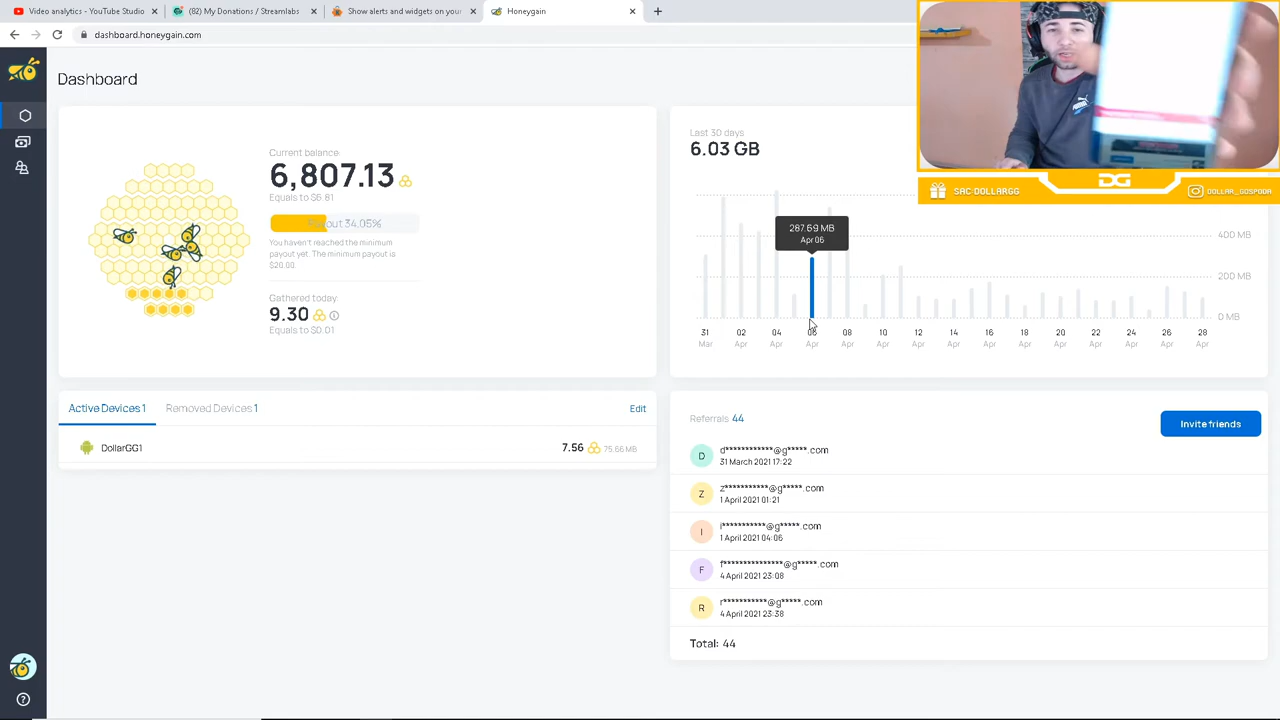 Video analytics - YouTube Studio
(82) My Donations / Streamlabs
Show alerts and widgets on your
Honeygain
dashboard.honeygain.com
Dashboard
Current balance:
6,807.13
Equals to $6.81
Payout 34.05%
You haven't reached the minimum
payout yet. The minimum payout is
$20.00.
Gathered today:
9.30
Equals to $0.01
Last 30 days
6.03 GB
287.69 MB
Apr 06
400 MB
200 MB
0 MB
31 02 04 06 08 10 12 14 16 18 20 22 24 26 28
Mar Apr Apr Apr Apr Apr Apr Apr Apr Apr Apr Apr Apr Apr Apr
SAC DOLLARGG
DG
DOLLAR_GOSPODA
Active Devices 1
Removed Devices 1
Edit
DollarGG1
7.56
75.66 MB
Referrals 44
Invite friends
D
d************@g*****.com
31 March 2021 17:22
Z
z***********@g*****.com
1 April 2021 01:21
I
i***********@g*****.com
1 April 2021 04:06
F
f***************@g*****.com
4 April 2021 23:08
R
r***********@g*****.com
4 April 2021 23:38
Total: 44